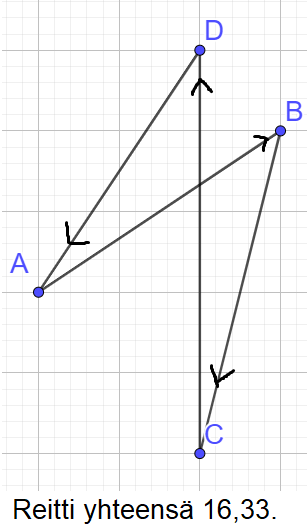 D
B
A
C
Reitti yhteensä 16,33.